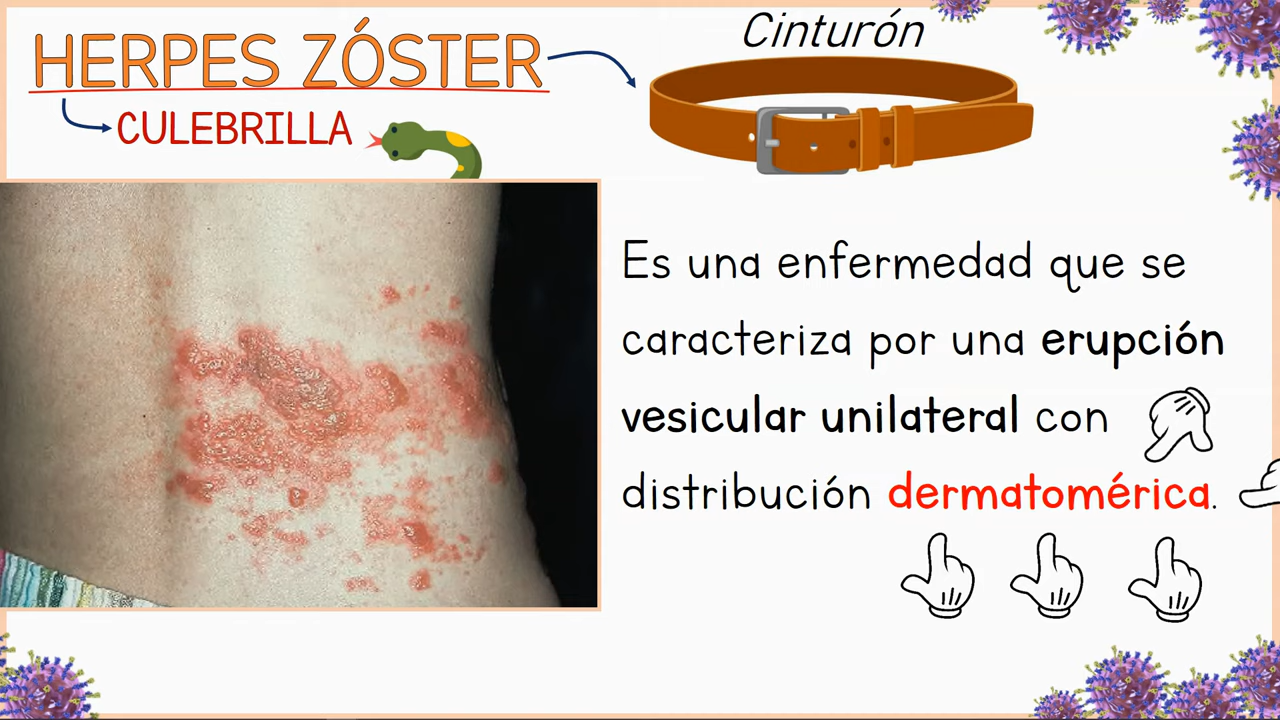 HERPES ZÓSTER
Cinturón
CULEBRILLA
Es una enfermedad que se
caracteriza por una erupción
vesicular unilateral con
distribución dermatomérica.